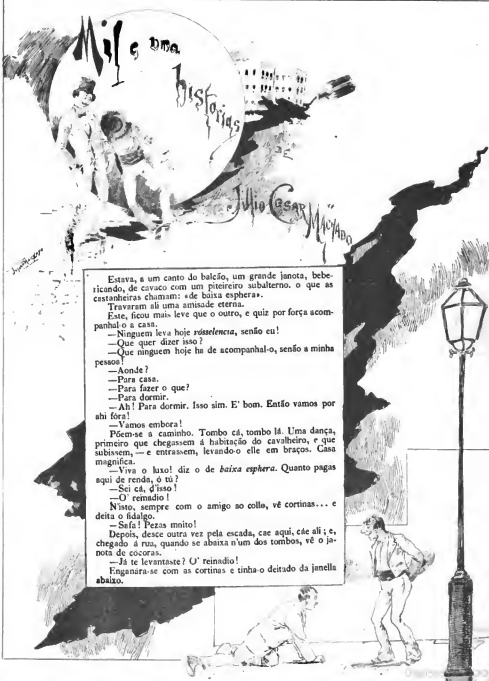 Mil e uma
historias
DE
Julio Cesar Machado
Estava, a um canto do balcão, um grande janota, bebe-
ricando, de cavaco com um piteireiro subalterno, o que as
castanheiras chamam: «de baixa esphera».
Travaram ali uma amisade eterna.
Este, ficou mais leve que o outro, e quiz por força acom-
panhal-o a casa.
—Ninguem leva hoje rósselencia, senão eu!
—Que quer dizer isso?
—Que ninguem hoje ha de acompanhal-o, senão a minha
pessoa!
—Aonde?
—Para casa.
—Para fazer o que?
—Para dormir.
—Ah! Para dormir. Isso sim. E' bom. Então vamos por
ahi fóra!
—Vamos embora!
Põem-se a caminho. Tombo cá, tombo lá. Uma dança,
primeiro que chegassem á habitação do cavalheiro, e que
subissem, — e entrassem, levando-o elle em braços. Casa
magnifica.
—Viva o luxo! diz o de baixa esphera. Quanto pagas
aqui de renda, ó tú?
—Sei cá, d'isso!
—O' reinadio!
N'isto, sempre com o amigo ao collo, vê cortinas... e
deita o fidalgo.
—Safa! Pezas muito!
Depois, desce outra vez pela escada, cae aqui, cáe ali; e,
chegado á rua, quando se abaixa n'um dos tombos, vê o ja-
nota de cócoras.
—Já te levantaste? O' reinadio!
Enganára-se com as cortinas e tinha-o deitado da janella
abaixo.